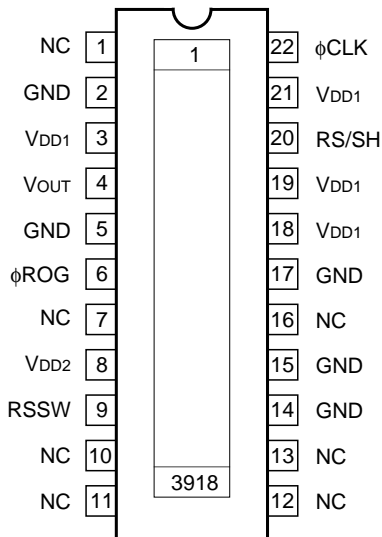 NC 1 1 22 ϕCLK
GND 2 21 VDD1
VDD1 3 20 RS/SH
VOUT 4 19 VDD1
GND 5 18 VDD1
ϕROG 6 17 GND
NC 7 16 NC
VDD2 8 15 GND
RSSW 9 14 GND
NC 10 13 NC
3918
NC 11 12 NC